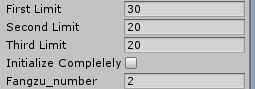 First Limit 30
Second Limit 20
Third Limit 20
Initialize Complelely
Fangzu_number 2